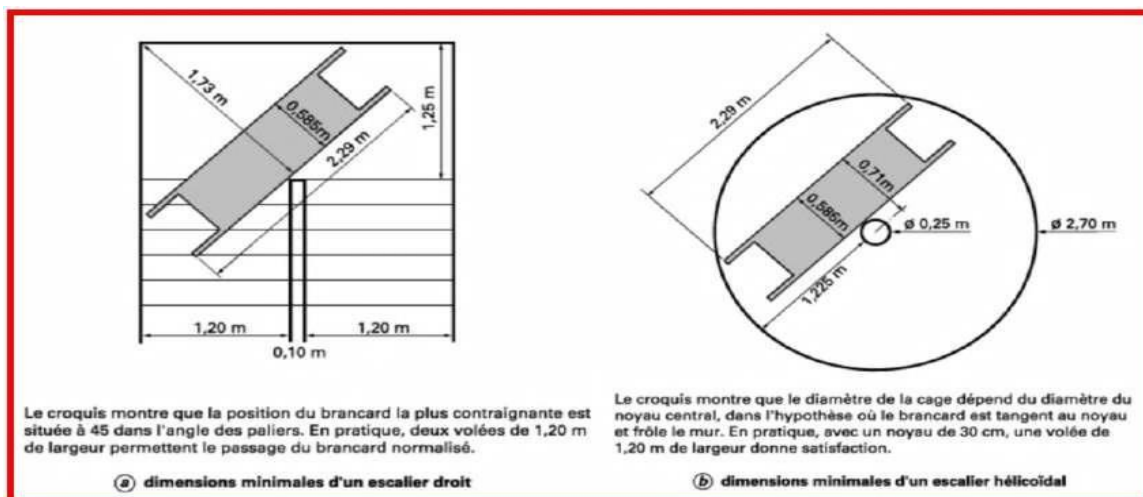 1,73 m
0,585m
2,29 m
1,25 m
1,20 m
1,20 m
0,10 m
Le croquis montre que la position du brancard la plus contraignante est
située à 45 dans l'angle des paliers. En pratique, deux volées de 1,20 m
de largeur permettent le passage du brancard normalisé.
ⓐ dimensions minimales d'un escalier droit
2,29 m
0,71m
0,585m
ø 0,25 m
ø 2,70 m
1,225 m
Le croquis montre que le diamètre de la cage dépend du diamètre du
noyau central, dans l'hypothèse où le brancard est tangent au noyau
et frôle le mur. En pratique, avec un noyau de 30 cm, une volée de
1,20 m de largeur donne satisfaction.
ⓑ dimensions minimales d'un escalier hélicoïdal